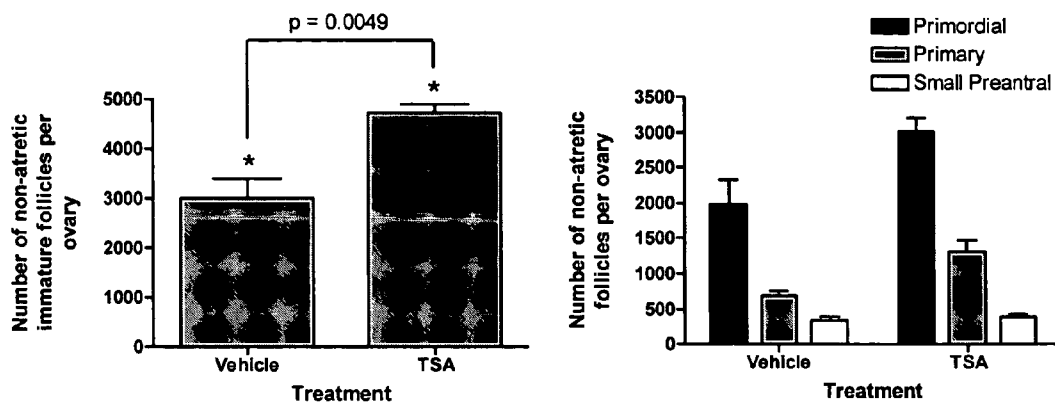 p = 0.0049
*
*
Number of non-atretic
immature follicles per
ovary
5000
4000
3000
2000
1000
0
Vehicle
TSA
Treatment
Primordial
Primary
Small Preantral
Number of non-atretic
follicles per ovary
3500
3000
2500
2000
1500
1000
500
0
Vehicle
TSA
Treatment